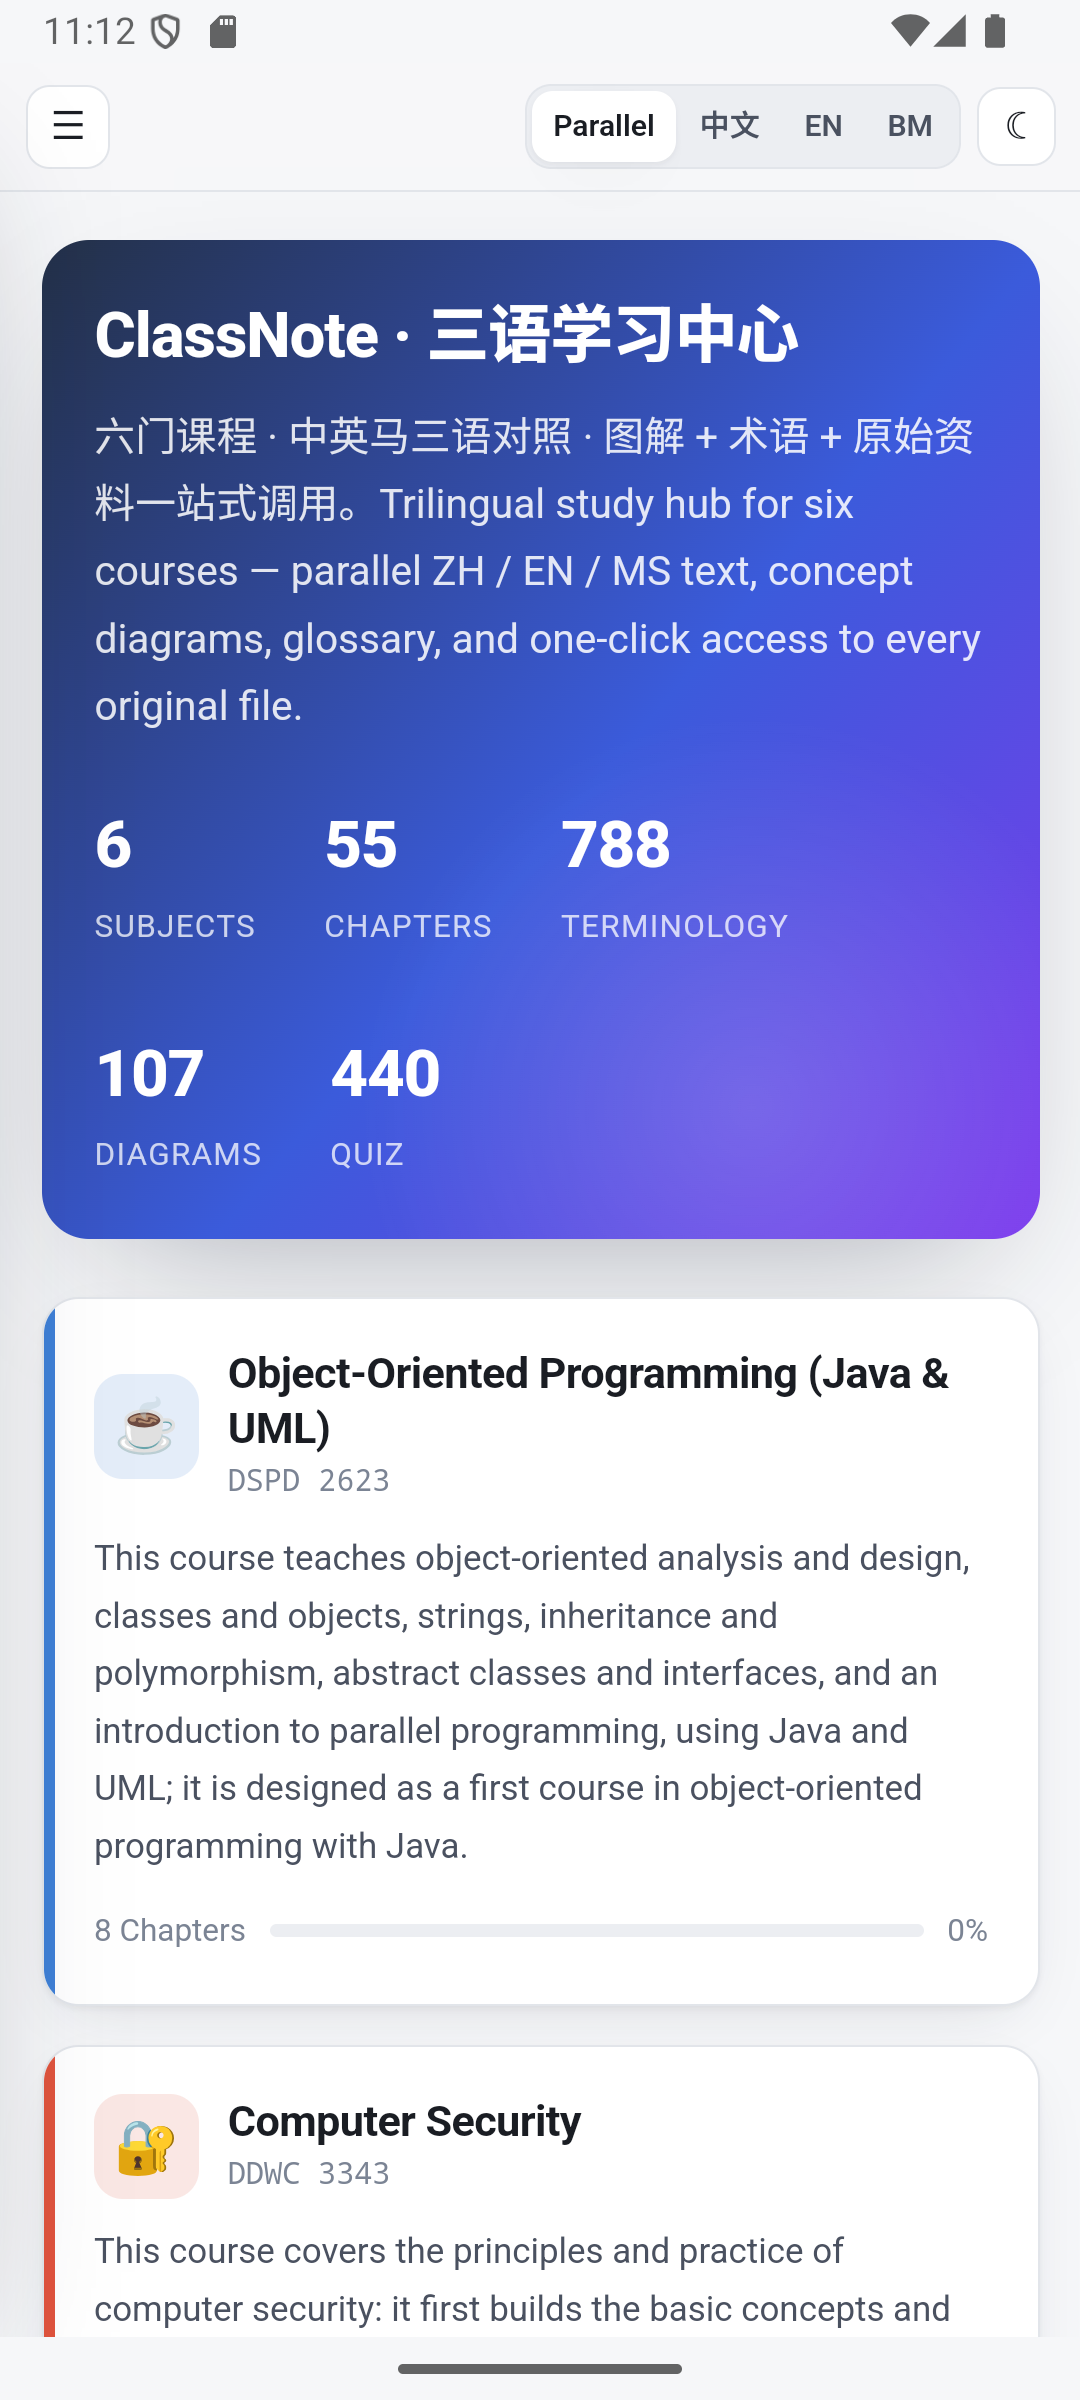 11:12
Parallel 中文 EN BM
ClassNote · 三语学习中心
六门课程 · 中英马三语对照 · 图解 + 术语 + 原始资
料一站式调用。Trilingual study hub for six
courses — parallel ZH / EN / MS text, concept
diagrams, glossary, and one-click access to every
original file.
6 55 788
SUBJECTS CHAPTERS TERMINOLOGY
107 440
DIAGRAMS QUIZ
Object-Oriented Programming (Java &
UML)
DSPD 2623
This course teaches object-oriented analysis and design,
classes and objects, strings, inheritance and
polymorphism, abstract classes and interfaces, and an
introduction to parallel programming, using Java and
UML; it is designed as a first course in object-oriented
programming with Java.
8 Chapters 0%
Computer Security
DDWC 3343
This course covers the principles and practice of
computer security: it first builds the basic concepts and